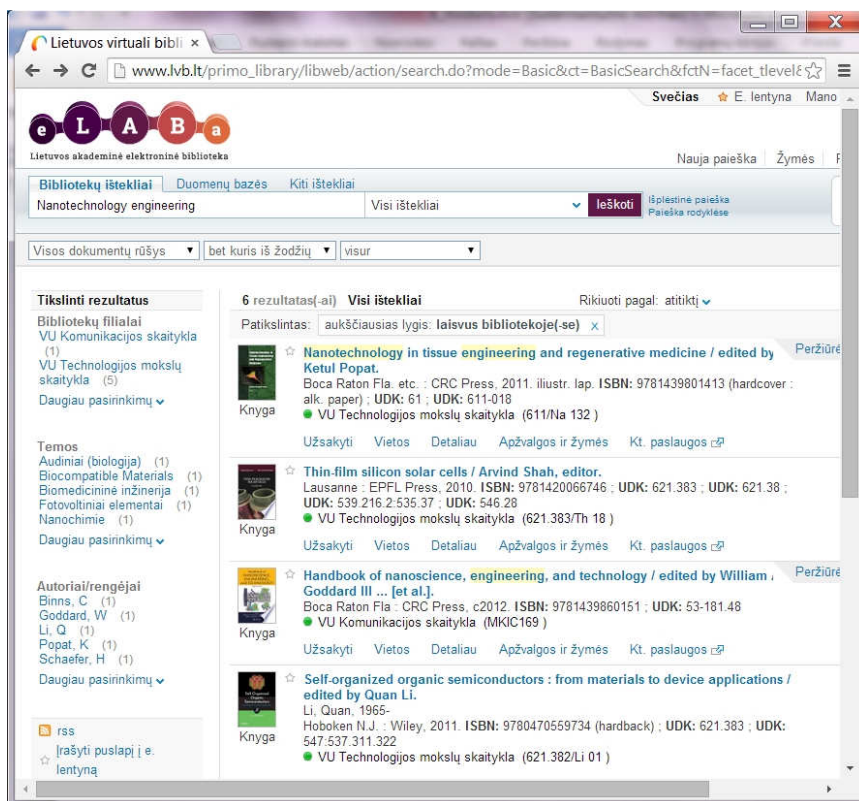 Lietuvos virtuali bibli
www.lvb.lt/primo_library/libweb/action/search.do?mode=Basic&ct=BasicSearch&fctN=facet_tlevel&
Svečias E. lentyna Mano
eLABa
Lietuvos akademinė elektroninė biblioteka
Nauja paieška Žymės
Bibliotekų ištekliai Duomenų bazės Kiti ištekliai
Nanotechnology engineering Visi ištekliai Ieškoti
Išplėstinė paieška
Paieška rodyklėse
Visos dokumentų rūšys bet kuris iš žodžių visur
Tikslinti rezultatus
Bibliotekų filialai
VU Komunikacijos skaitykla
(1)
VU Technologijos mokslų
skaitykla (5)
Daugiau pasirinkimų
Temos
Audiniai (biologija) (1)
Biocompatible Materials (1)
Biomedicininė inžinerija (1)
Fotovoltiniai elementai (1)
Nanochimie (1)
Daugiau pasirinkimų
Autoriai/rengėjai
Binns, C (1)
Goddard, W (1)
Li, Q (1)
Popat, K (1)
Schaefer, H (1)
Daugiau pasirinkimų
rss
Įrašyti puslapį į e.
lentyną
6 rezultatas(-ai) Visi ištekliai Rikiuoti pagal: atitiktį
Patikslintas: aukščiausias lygis: laisvus bibliotekoje(-se) x
Nanotechnology in tissue engineering and regenerative medicine / edited by
Ketul Popat.
Peržiūrė
Boca Raton Fla. etc. : CRC Press, 2011. iliustr. lap. ISBN: 9781439801413 (hardcover :
alk. paper) ; UDK: 61 ; UDK: 611-018
Knyga
VU Technologijos mokslų skaitykla (611/Na 132 )
Užsakyti Vietos Detaliau Apžvalgos ir žymės Kt. paslaugos
Thin-film silicon solar cells / Arvind Shah, editor.
Lausanne : EPFL Press, 2010. ISBN: 9781420066746 ; UDK: 621.383 ; UDK: 621.38 ;
UDK: 539.216.2:535.37 ; UDK: 546.28
VU Technologijos mokslų skaitykla (621.383/Th 18 )
Knyga
Užsakyti Vietos Detaliau Apžvalgos ir žymės Kt. paslaugos
Handbook of nanoscience, engineering, and technology / edited by William
Goddard III ... [et al.].
Peržiūrė
Boca Raton Fla : CRC Press, c2012. ISBN: 9781439860151 ; UDK: 53-181.48
VU Komunikacijos skaitykla (MKIC169 )
Knyga
Užsakyti Vietos Detaliau Apžvalgos ir žymės Kt. paslaugos
Self-organized organic semiconductors : from materials to device applications /
edited by Quan Li.
Li, Quan, 1965-
Hoboken N.J. : Wiley, 2011. ISBN: 9780470559734 (hardback) ; UDK: 621.383 ; UDK:
547:537.311.322
Knyga
VU Technologijos mokslų skaitykla (621.382/Li 01 )